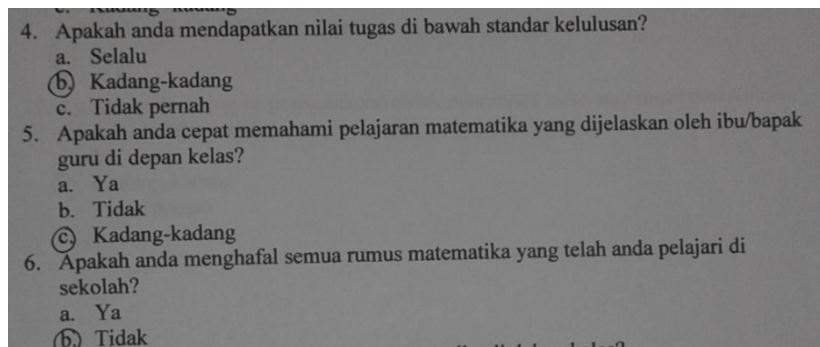 4. Apakah anda mendapatkan nilai tugas di bawah standar kelulusan?
a. Selalu
b. Kadang-kadang
c. Tidak pernah
5. Apakah anda cepat memahami pelajaran matematika yang dijelaskan oleh ibu/bapak
guru di depan kelas?
a. Ya
b. Tidak
c. Kadang-kadang
6. Apakah anda menghafal semua rumus matematika yang telah anda pelajari di
sekolah?
a. Ya
b. Tidak